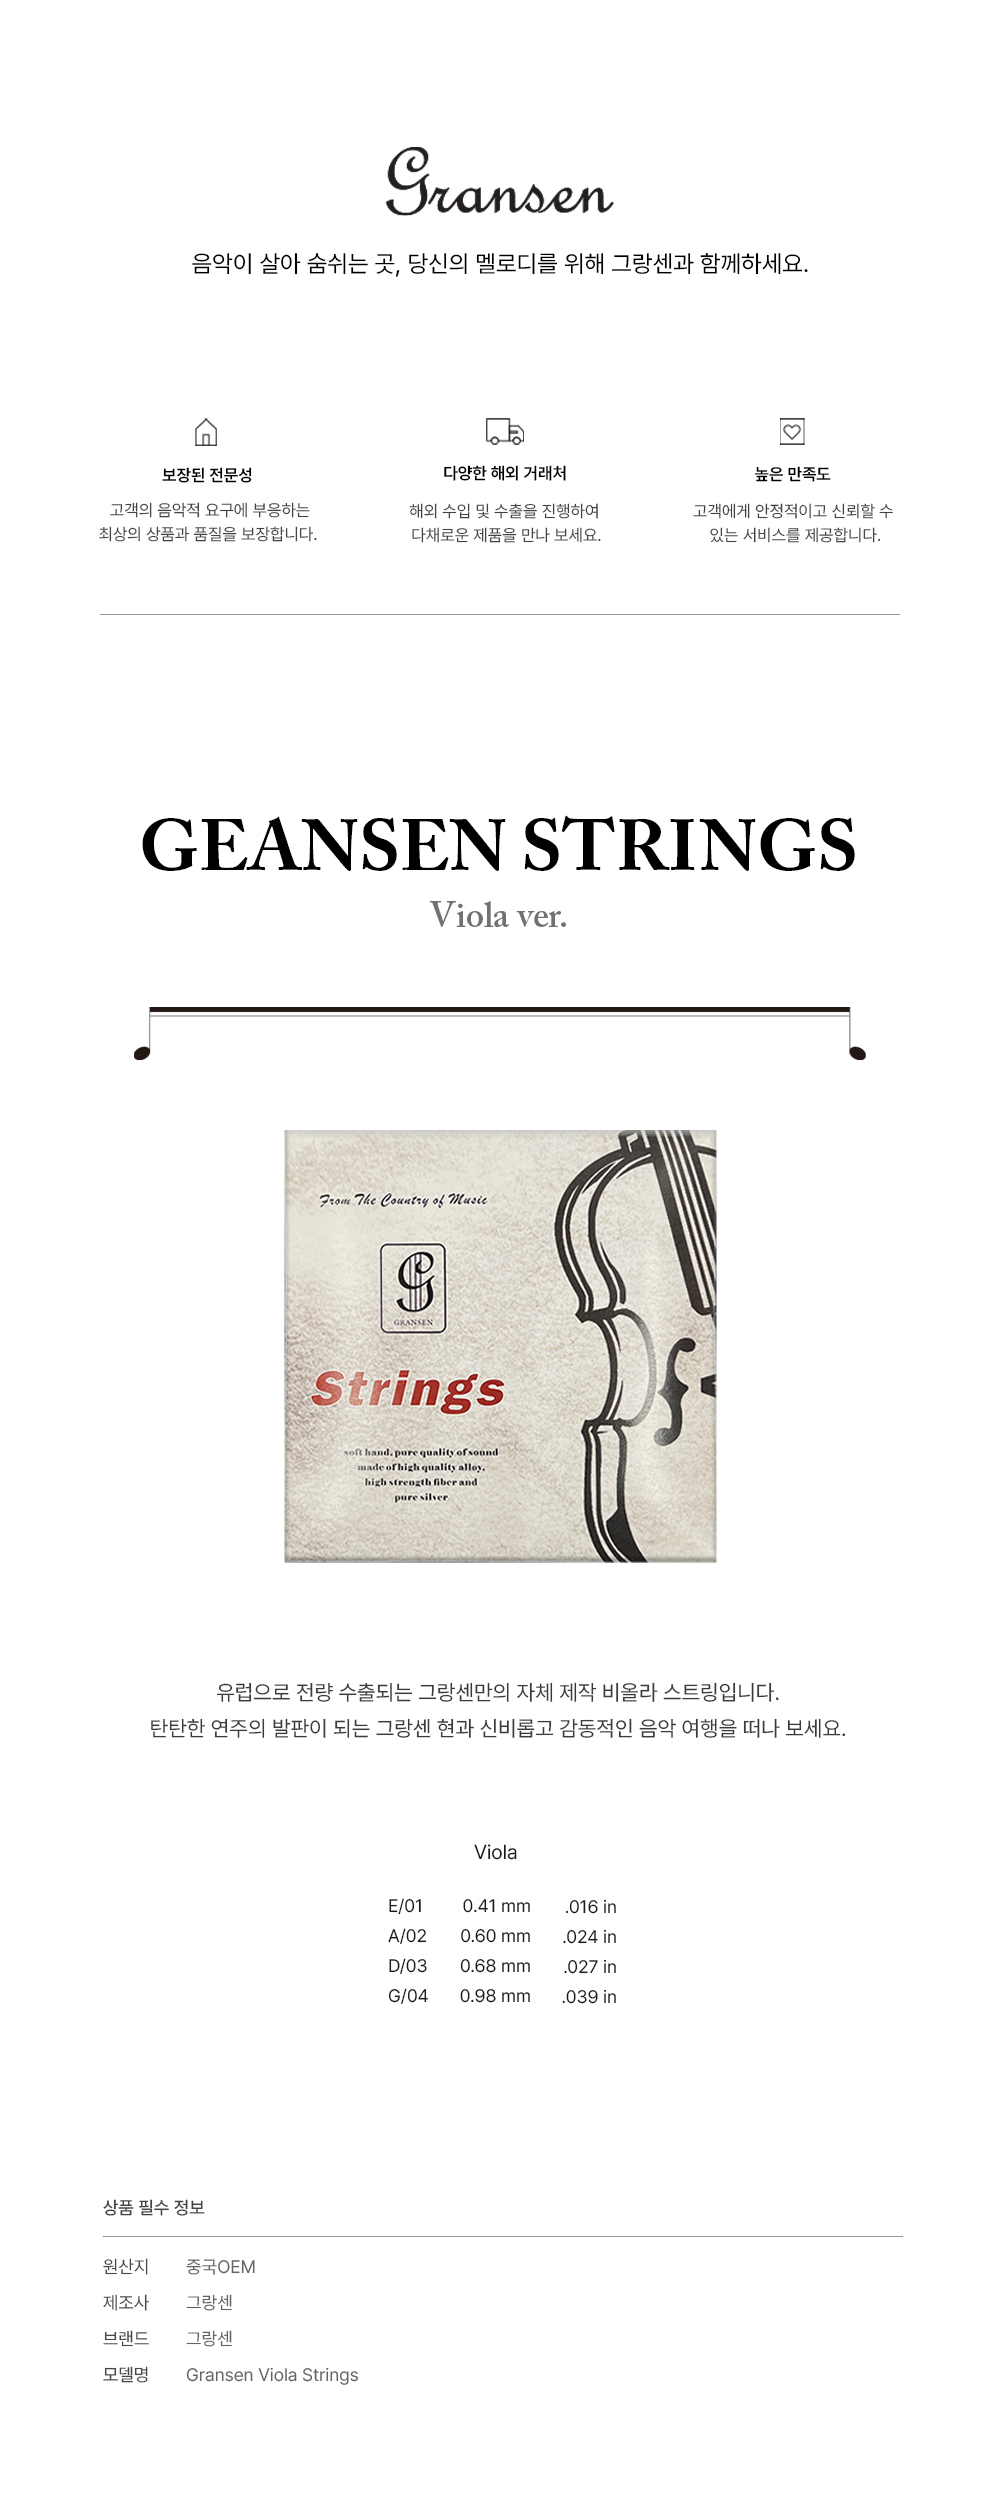 Gransen
음악이 살아 숨쉬는 곳, 당신의 멜로디를 위해 그랑센과 함께하세요.
보장된 전문성
고객의 음악적 요구에 부응하는
최상의 상품과 품질을 보장합니다.
다양한 해외 거래처
해외 수입 및 수출을 진행하여
다채로운 제품을 만나 보세요.
높은 만족도
고객에게 안정적이고 신뢰할 수
있는 서비스를 제공합니다.
GEANSEN STRINGS
Viola ver.
From The Country of Music
G
GRANSEN
Strings
soft hand, pure quality of sound
made of high quality alloy,
high strength fiber and
pure silver
유럽으로 전량 수출되는 그랑센만의 자체 제작 비올라 스트링입니다.
탄탄한 연주의 발판이 되는 그랑센 현과 신비롭고 감동적인 음악 여행을 떠나 보세요.
Viola
E/01 0.41 mm .016 in
A/02 0.60 mm .024 in
D/03 0.68 mm .027 in
G/04 0.98 mm .039 in
상품 필수 정보
원산지 중국OEM
제조사 그랑센
브랜드 그랑센
모델명 Gransen Viola Strings